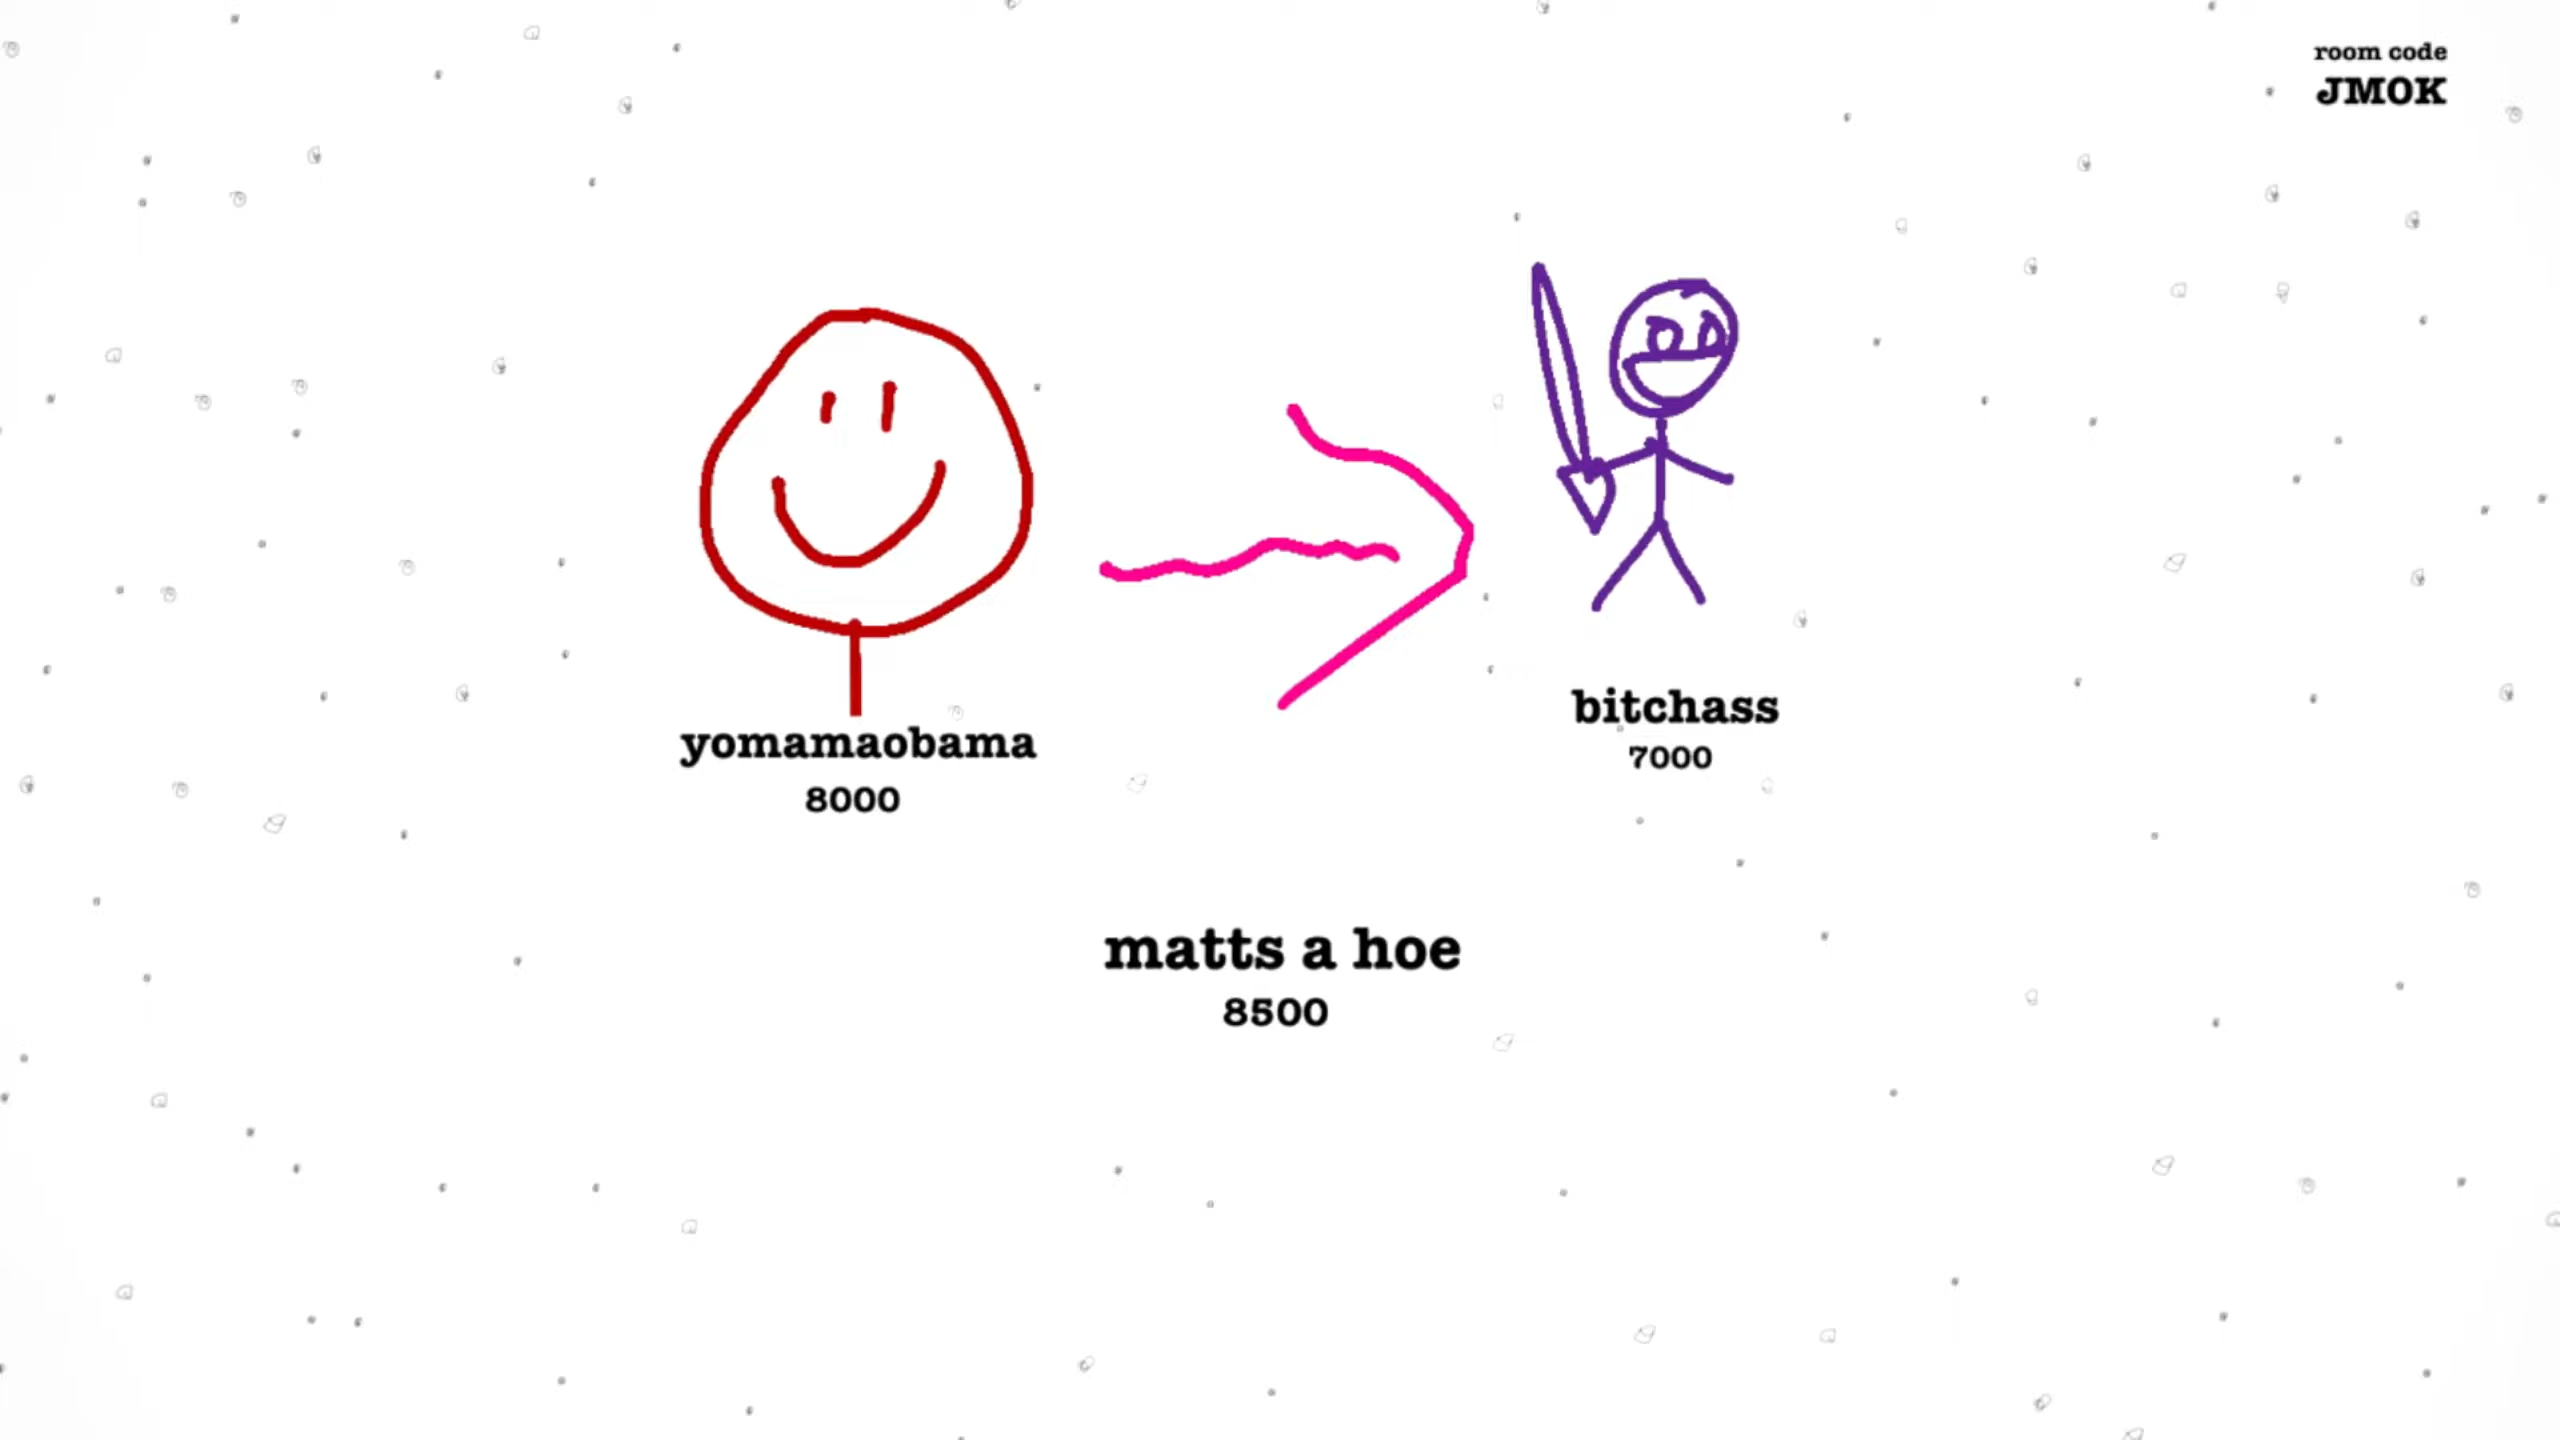 room code
JMOK
yomamaobama
8000
bitchass
7000
matts a hoe
8500